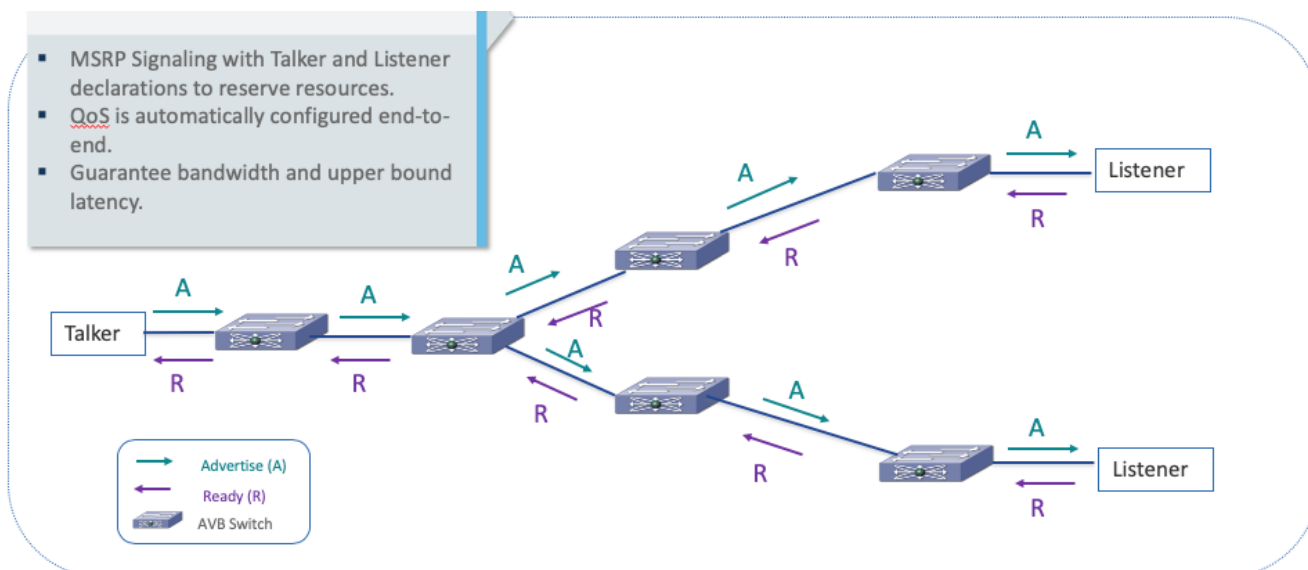 ▪ MSRP Signaling with Talker and Listener
declarations to reserve resources.
▪ QoS is automatically configured end-to-
end.
▪ Guarantee bandwidth and upper bound
latency.
A
Listener
R
A
R
A
R
A
A
Talker
R
R
A
R
A
R
A
Listener
R
Advertise (A)
Ready (R)
AVB Switch